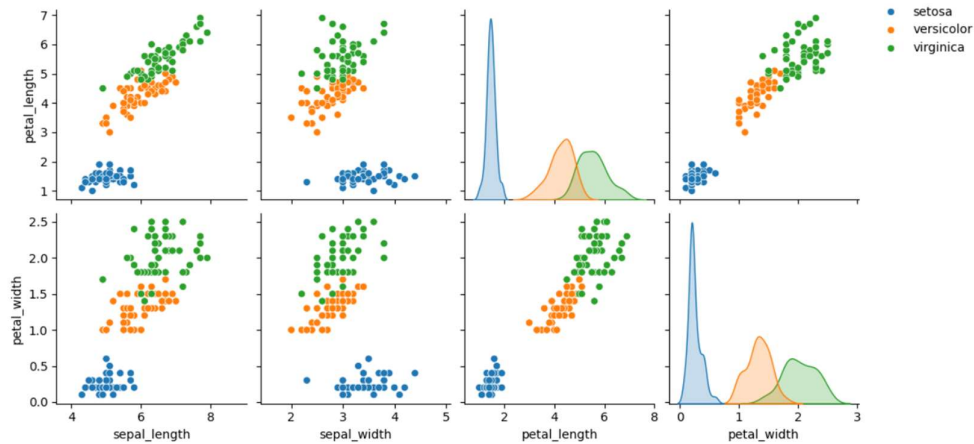 setosa
versicolor
virginica
petal_length
7
6
5
4
3
2
1
petal_width
2.5
2.0
1.5
1.0
0.5
0.0
4 6 8
2 3 4 5
2 4 6 8
0 1 2 3
sepal_length
sepal_width
petal_length
petal_width